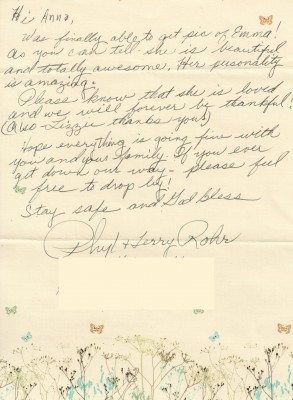 Hi Anna,
Was finally able to get pic of Emma!
As you can tell she is beautiful
and totally awesome. Her personality
is amazing.
Please know that she is loved
and we will forever be thankful!
(Also Lizzie thanks you)
Hope everything is going fine with
you and your family. If you ever
get down our way - please feel
free to drop by!
Stay safe and God Bless
Phyl & Terry Rohr